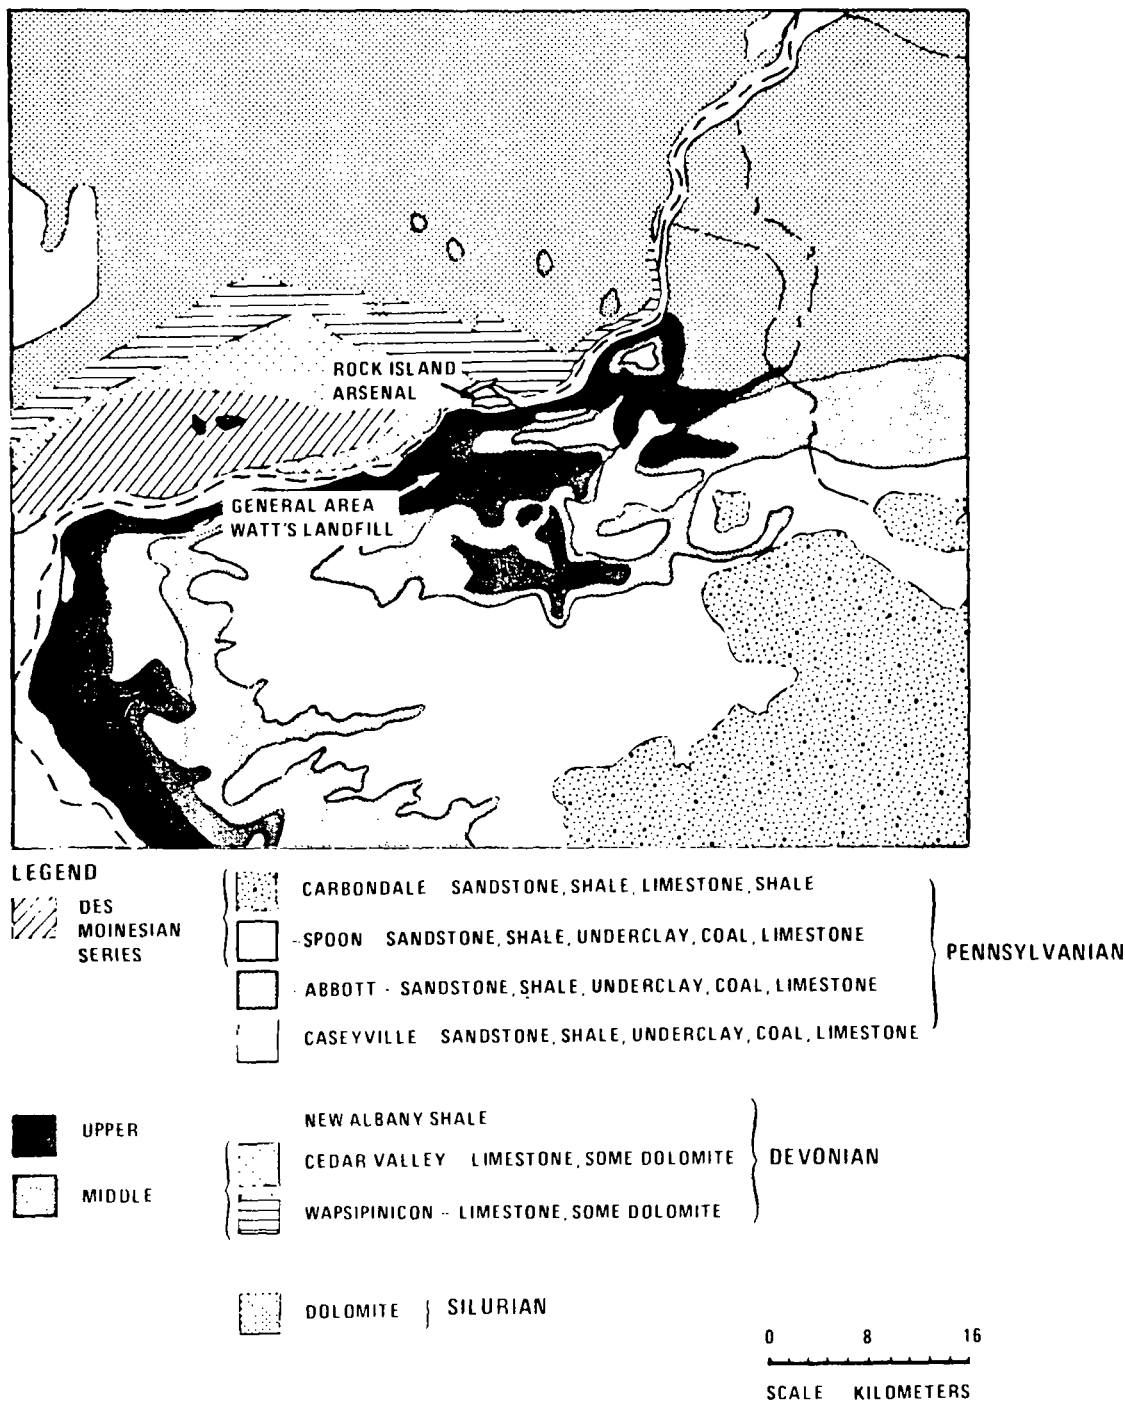 ROCK ISLAND
ARSENAL
GENERAL AREA
WATT'S LANDFILL
LEGEND
DES
MOINESIAN
SERIES
CARBONDALE SANDSTONE, SHALE, LIMESTONE, SHALE
- SPOON SANDSTONE, SHALE, UNDERCLAY, COAL, LIMESTONE
- ABBOTT - SANDSTONE, SHALE, UNDERCLAY, COAL, LIMESTONE
CASEYVILLE SANDSTONE, SHALE, UNDERCLAY, COAL, LIMESTONE
PENNSYLVANIAN
UPPER
MIDDLE
NEW ALBANY SHALE
CEDAR VALLEY LIMESTONE, SOME DOLOMITE
WAPSIPINICON - LIMESTONE, SOME DOLOMITE
DEVONIAN
DOLOMITE
SILURIAN
0 8 16
SCALE KILOMETERS